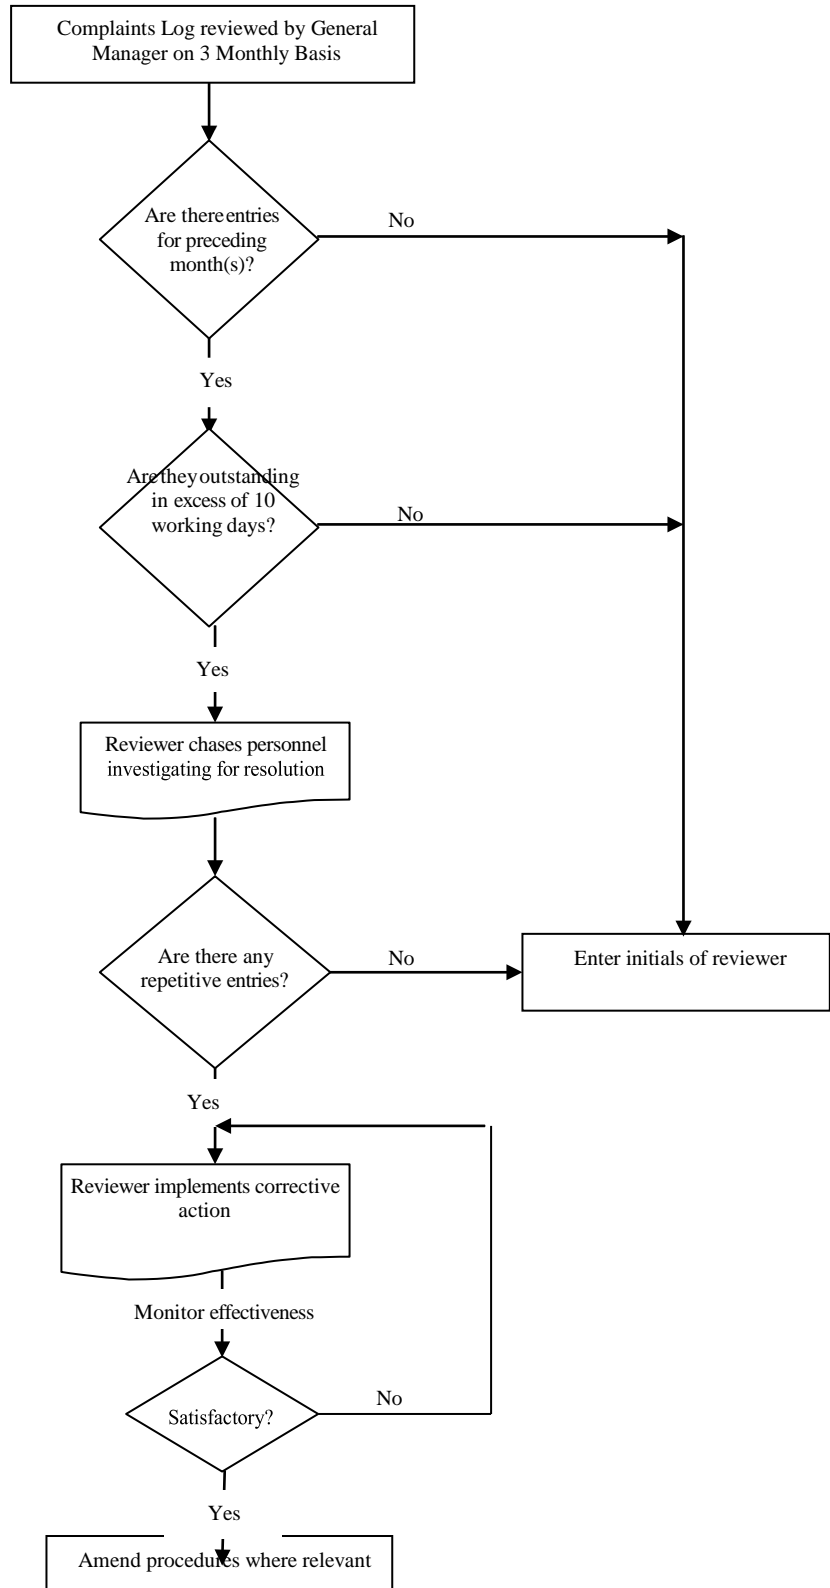 Complaints Log reviewed by General
Manager on 3 Monthly Basis
Are there entries
for preceding
month(s)?
No
Yes
Are they outstanding
in excess of 10
working days?
No
Yes
Reviewer chases personnel
investigating for resolution
Are there any
repetitive entries?
No
Enter initials of reviewer
Yes
Reviewer implements corrective
action
Monitor effectiveness
Satisfactory?
No
Yes
Amend procedures where relevant